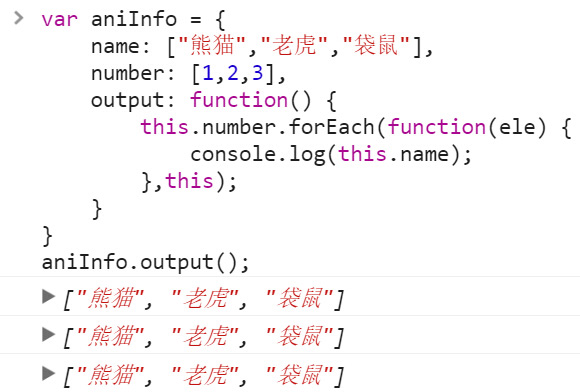 > var aniInfo = {
    name: ["熊猫","老虎","袋鼠"],
    number: [1,2,3],
    output: function() {
        this.number.forEach(function(ele) {
            console.log(this.name);
        },this);
    }
}
aniInfo.output();
▶ ["熊猫", "老虎", "袋鼠"]
▶ ["熊猫", "老虎", "袋鼠"]
▶ ["熊猫", "老虎", "袋鼠"]